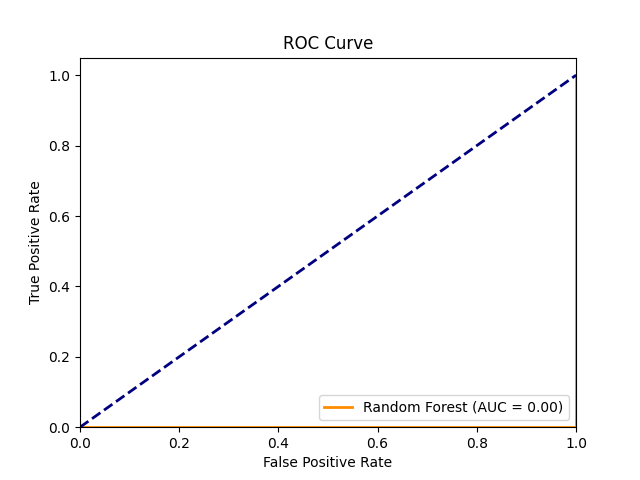 ROC Curve
True Positive Rate
1.0
0.8
0.6
0.4
0.2
0.0
Random Forest (AUC = 0.00)
0.0 0.2 0.4 0.6 0.8 1.0
False Positive Rate